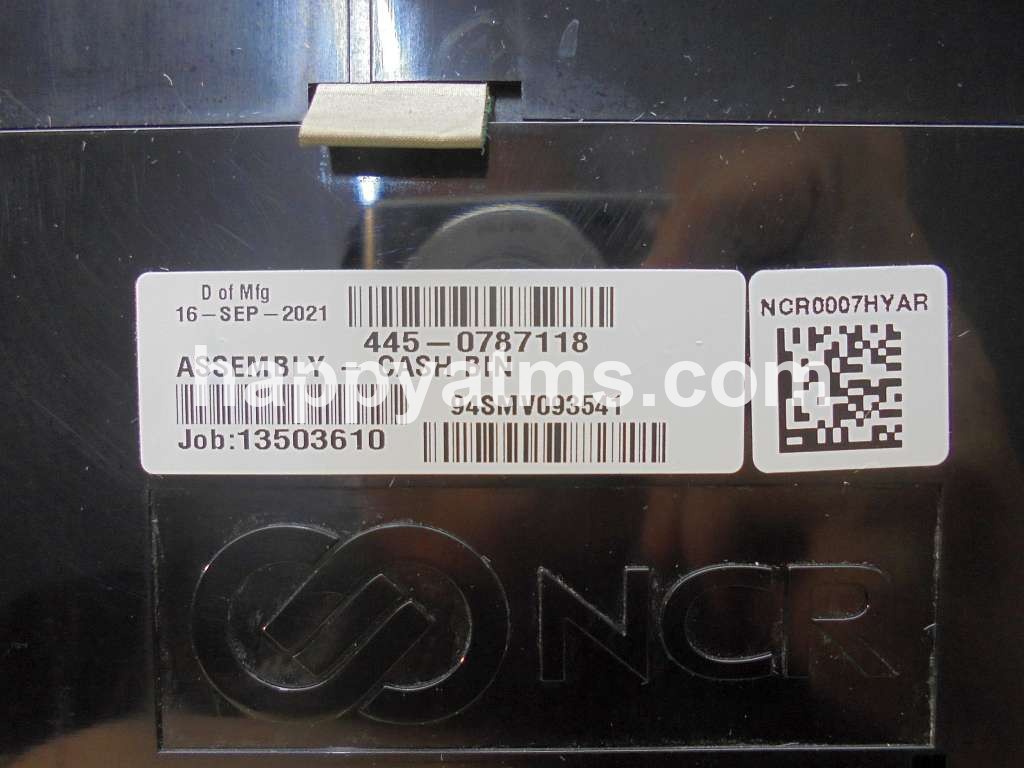 D of Mfg
16-SEP-2021
445-0787118
ASSEMBLY - CASH BIN
94SMV093541
Job:13503610
NCR0007HYAR
happyatms.com
NCR